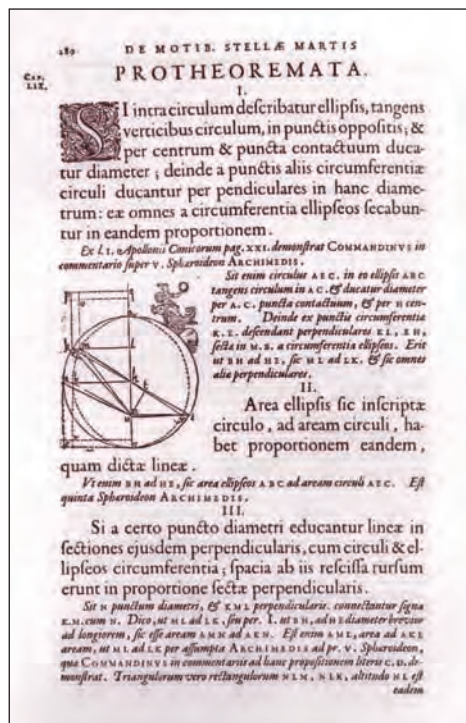 289 DE MOTIB. STELLÆ MARTIS
CAP.
LIX.
PROTHEOREMATA.
I.
SI intra circulum describatur ellipsis, tangens
verticibus circulum, in punctis oppositis; &
per centrum & puncta contactuum duca-
tur diameter; deinde a punctis aliis circumferentiæ
circuli ducantur perpendiculares in hanc diame-
trum: eæ omnes a circumferentia ellipseos secabun-
tur in eandem proportionem.
Ex l. I. Apollonii Conicorum pag. XXI. demonstrat COMMANDINVS in
commentario super V. Sphæroideon ARCHIMEDIS.
Sit enim circulus AEC. in eo ellipsis ABC
tangens circulum in AC. & ducatur diameter
per A. C. puncta contactuum, & per H cen-
trum. Deinde ex punctis circumferentiæ
K. E. descendant perpendiculares KL, EH,
sectæ in M. B. a circumferentia ellipseos. Erit
ut BH ad HE, sic ML ad LK. & sic omnes
aliæ perpendiculares.
II.
Area ellipsis sic inscriptæ
circulo, ad aream circuli, ha-
bet proportionem eandem,
quam dictæ lineæ.
Vt enim BH ad HE, sic area ellipseos ABC ad aream circuli AEC. Est
quinta Sphæroideon ARCHIMEDIS.
III.
Si a certo puncto diametri educantur lineæ in
sectiones ejusdem perpendicularis, cum circuli & el-
lipseos circumferentia; spacia ab iis rescissa rursum
erunt in proportione sectæ perpendicularis.
Sit N punctum diametri, & KML perpendicularis. connectantur signa
K. M. cum N. Dico, ut ML ad LK, seu per I. ut BH, ad HE diameter brevior
ad longiorem, sic esse aream AMN ad AKN. Est enim AML, area ad AKL
aream, ut ML ad LK per assumpta ARCHIMEDIS ad pr. V. Sphæroideon,
quæ COMMANDINVS in commentariis ad hanc propositionem literis C. D. de-
monstrat. Triangulorum vero rectangulorum NLM, NLK, altitudo NL est
eadem